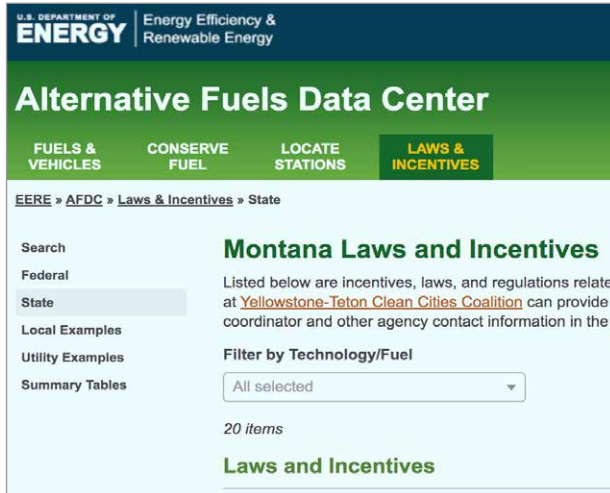 U.S. DEPARTMENT OF
ENERGY
Energy Efficiency &
Renewable Energy
Alternative Fuels Data Center
FUELS &
VEHICLES
CONSERVE
FUEL
LOCATE
STATIONS
LAWS &
INCENTIVES
EERE » AFDC » Laws & Incentives » State
Search
Federal
State
Local Examples
Utility Examples
Summary Tables
Montana Laws and Incentives
Listed below are incentives, laws, and regulations relate
at Yellowstone-Teton Clean Cities Coalition can provide
coordinator and other agency contact information in the
Filter by Technology/Fuel
All selected
20 items
Laws and Incentives